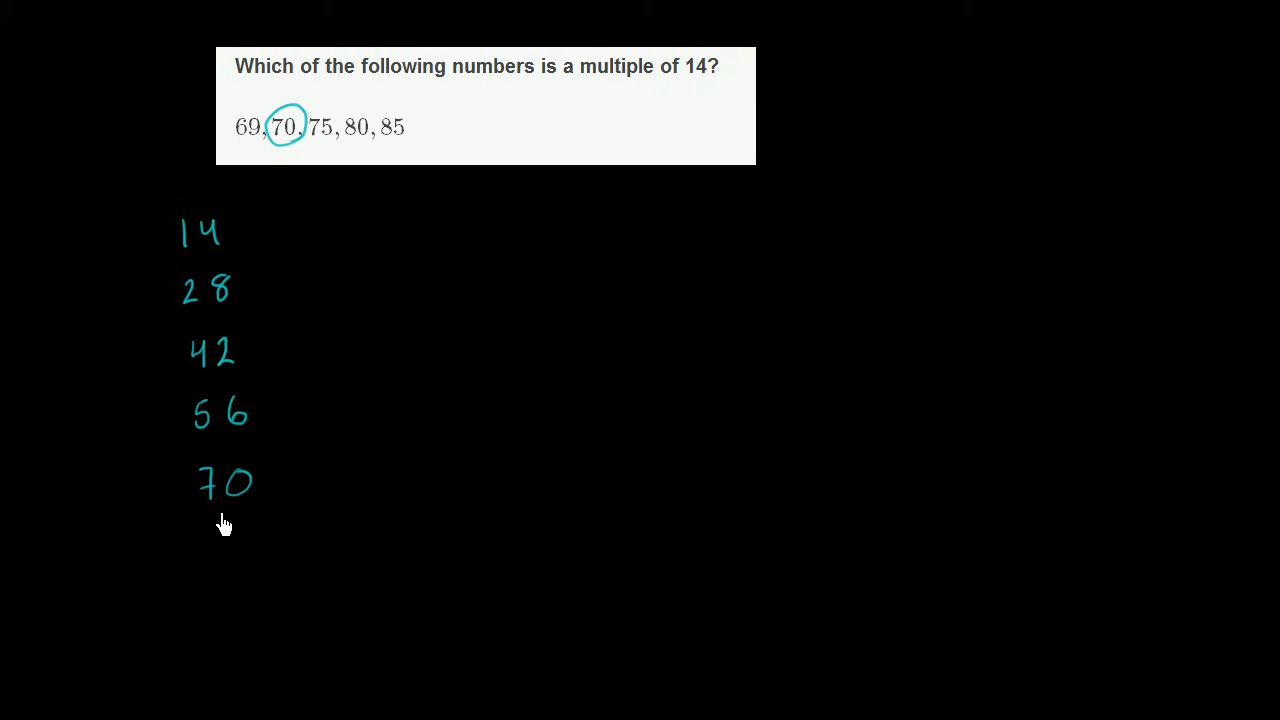 Which of the following numbers is a multiple of 14?
69, 70, 75, 80, 85
14
28
42
56
70